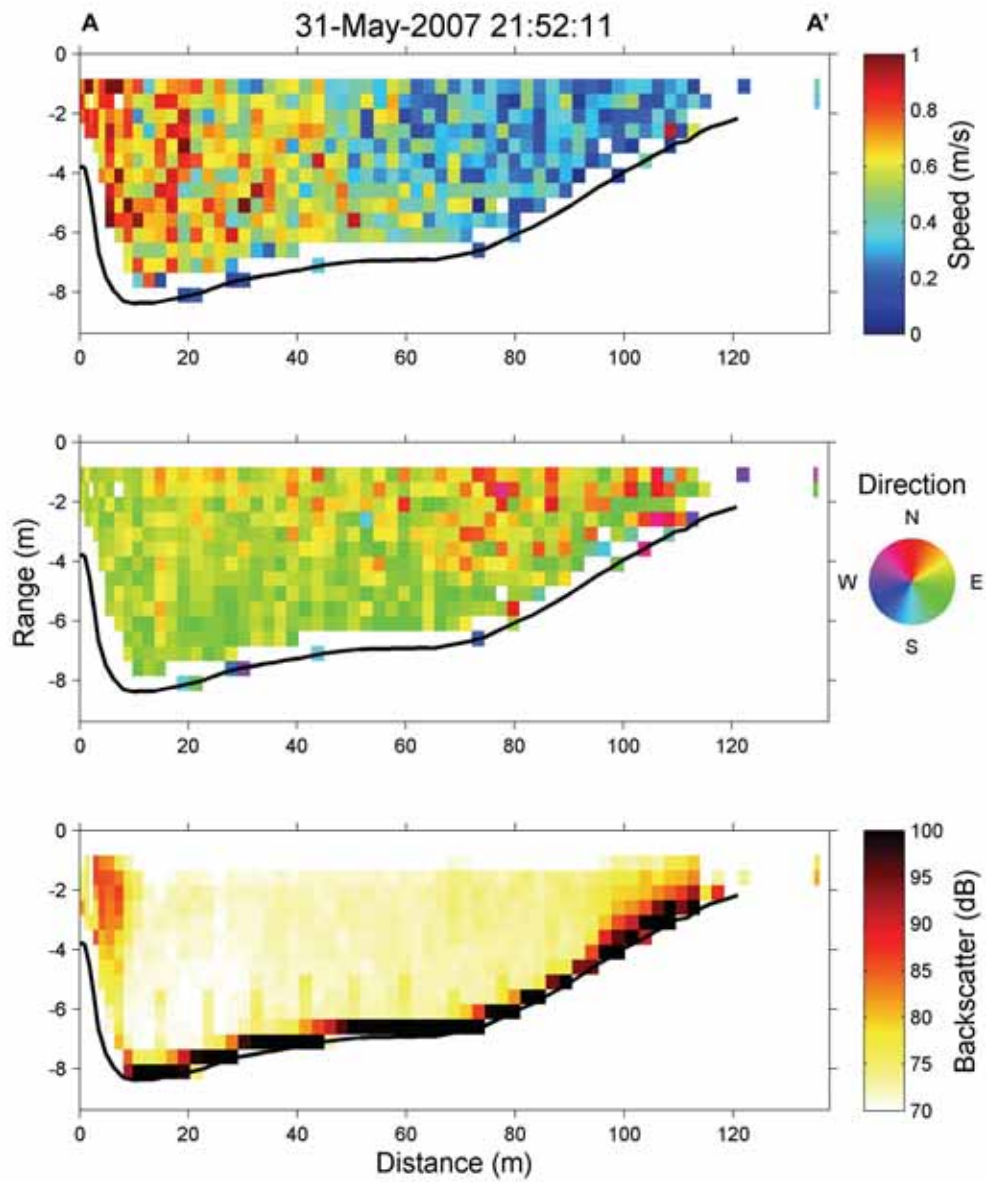 A 31-May-2007 21:52:11 A'
0
-2
-4
-6
-8
0 20 40 60 80 100 120
1
0.8
0.6
0.4
0.2
0
Speed (m/s)
0
-2
-4
-6
-8
0 20 40 60 80 100 120
Range (m)
Direction
N
W E
S
0
-2
-4
-6
-8
0 20 40 60 80 100 120
Distance (m)
100
95
90
85
80
75
70
Backscatter (dB)